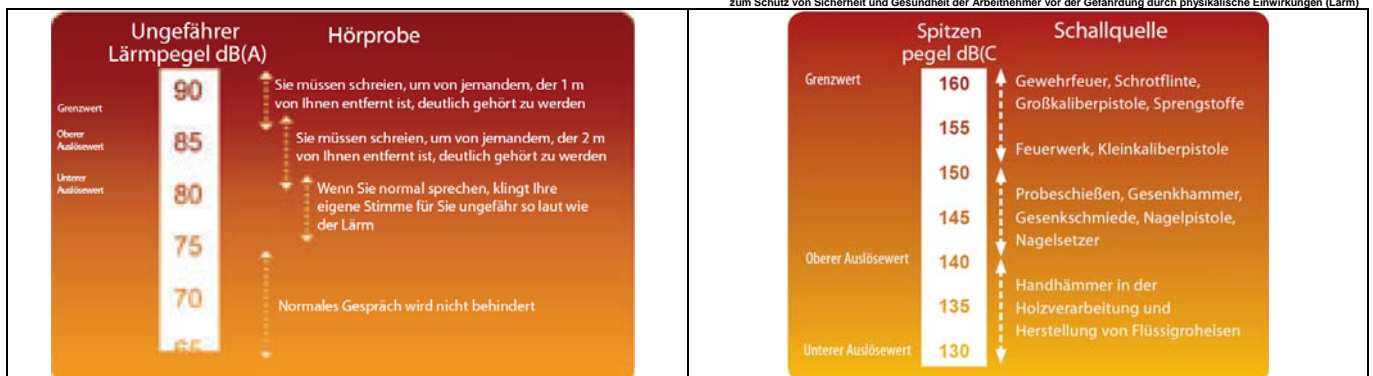 zum Schutz von Sicherheit und Gesundheit der Arbeitnehmer vor der Gefährdung durch physikalische Einwirkungen (Lärm)
Ungefährer
Lärmpegel dB(A)
Hörprobe
90
Sie müssen schreien, um von jemandem, der 1 m
von Ihnen entfernt ist, deutlich gehört zu werden
Grenzwert
Oberer
Auslösewert
85
Sie müssen schreien, um von jemandem, der 2 m
von Ihnen entfernt ist, deutlich gehört zu werden
Unterer
Auslösewert
80
Wenn Sie normal sprechen, klingt Ihre
eigene Stimme für Sie ungefähr so laut wie
der Lärm
75
70
Normales Gespräch wird nicht behindert
65
Spitzen
pegel dB(C
Schallquelle
Grenzwert
160
Gewehrfeuer, Schrotflinte,
Großkaliberpistole, Sprengstoffe
155
Feuerwerk, Kleinkaliberpistole
150
Probeschießen, Gesenkhammer,
145
Gesenkschmiede, Nagelpistole,
Nagelsetzer
Oberer Auslösewert
140
Handhämmer in der
135
Holzverarbeitung und
Herstellung von Flüssigroheisen
Unterer Auslösewert
130